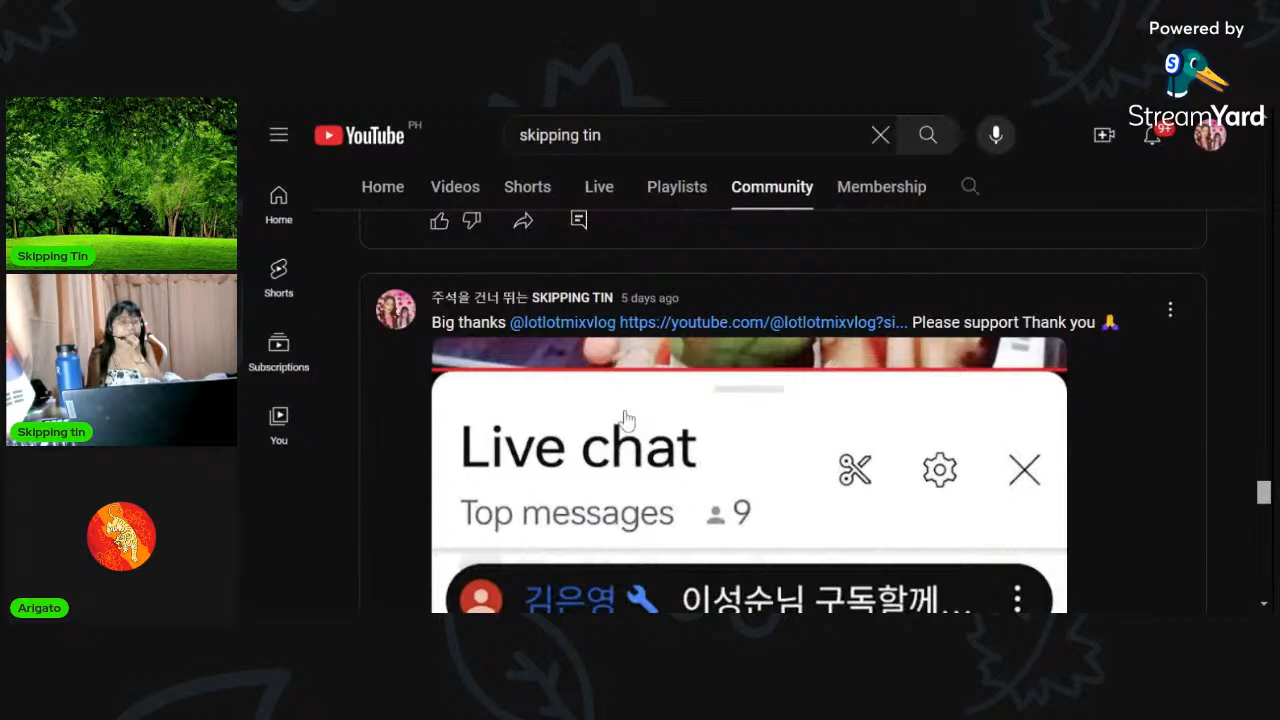 Powered by
StreamYard
YouTube PH
skipping tin
9+
Home
Videos
Shorts
Live
Playlists
Community
Membership
Home
Shorts
Subscriptions
You
주석을 건너 뛰는 SKIPPING TIN 5 days ago
Big thanks @lotlotmixvlog https://youtube.com/@lotlotmixvlog?si... Please support Thank you 🙏
Live chat
Top messages 9
김은영 이성순님 구독할께...
Skipping Tin
Skipping tin
Arigato